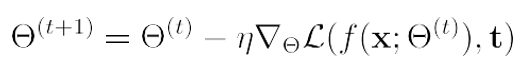 Θ^{(t+1)} = Θ^{(t)} − η∇_Θ ℒ(f(𝐱; Θ^{(t)}), 𝐭)